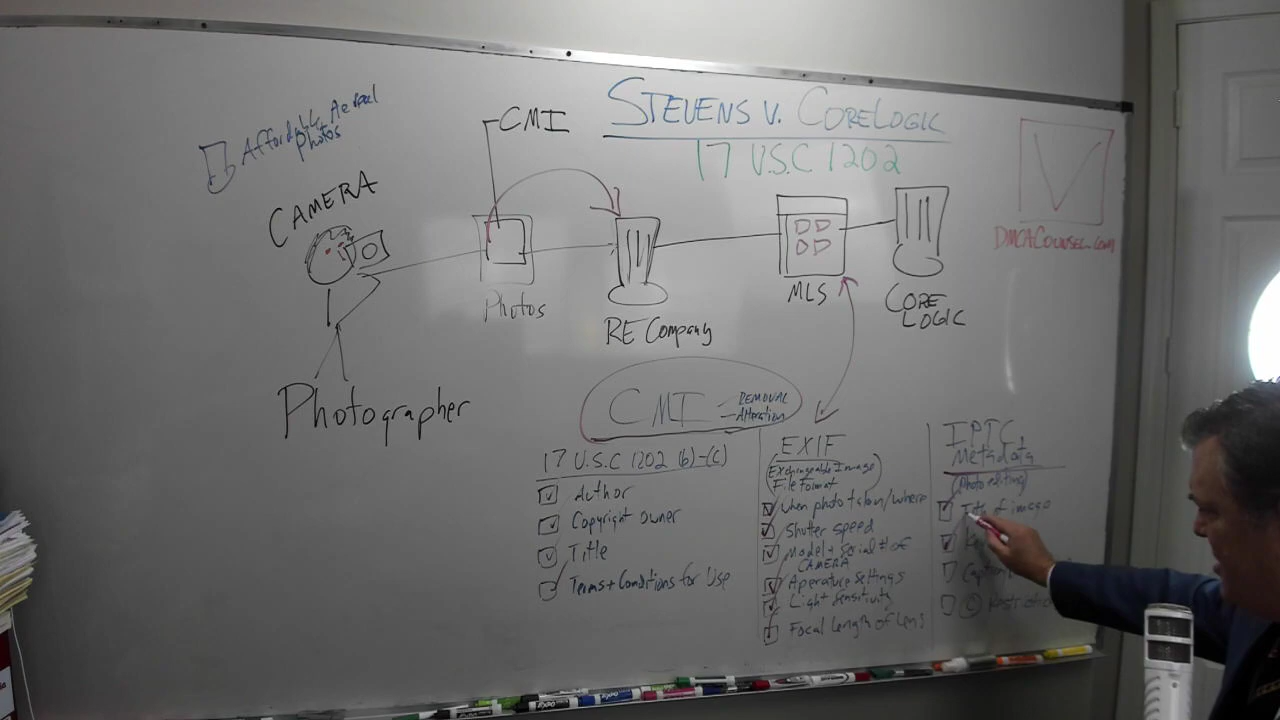 Affordable Aerial
Photos
CAMERA
CMI
STEVENS V. CORELOGIC
17 U.S.C 1202
DMCACOUNSEL.COM
Photos
RE Company
MLS
CORE
LOGIC
Photographer
CMI
- REMOVAL
- Alteration
17 U.S.C 1202 (b)-(c)
Author
Copyright owner
Title
Terms + Conditions for Use
EXIF
(Exchangeable Image
File Format)
when photo taken/where
Shutter speed
Model + Serial # of
CAMERA
Aperature Settings
Light Sensitivity
Focal Length of Lens
IPTC
Metadata
(Photo editing)
Title of image
©